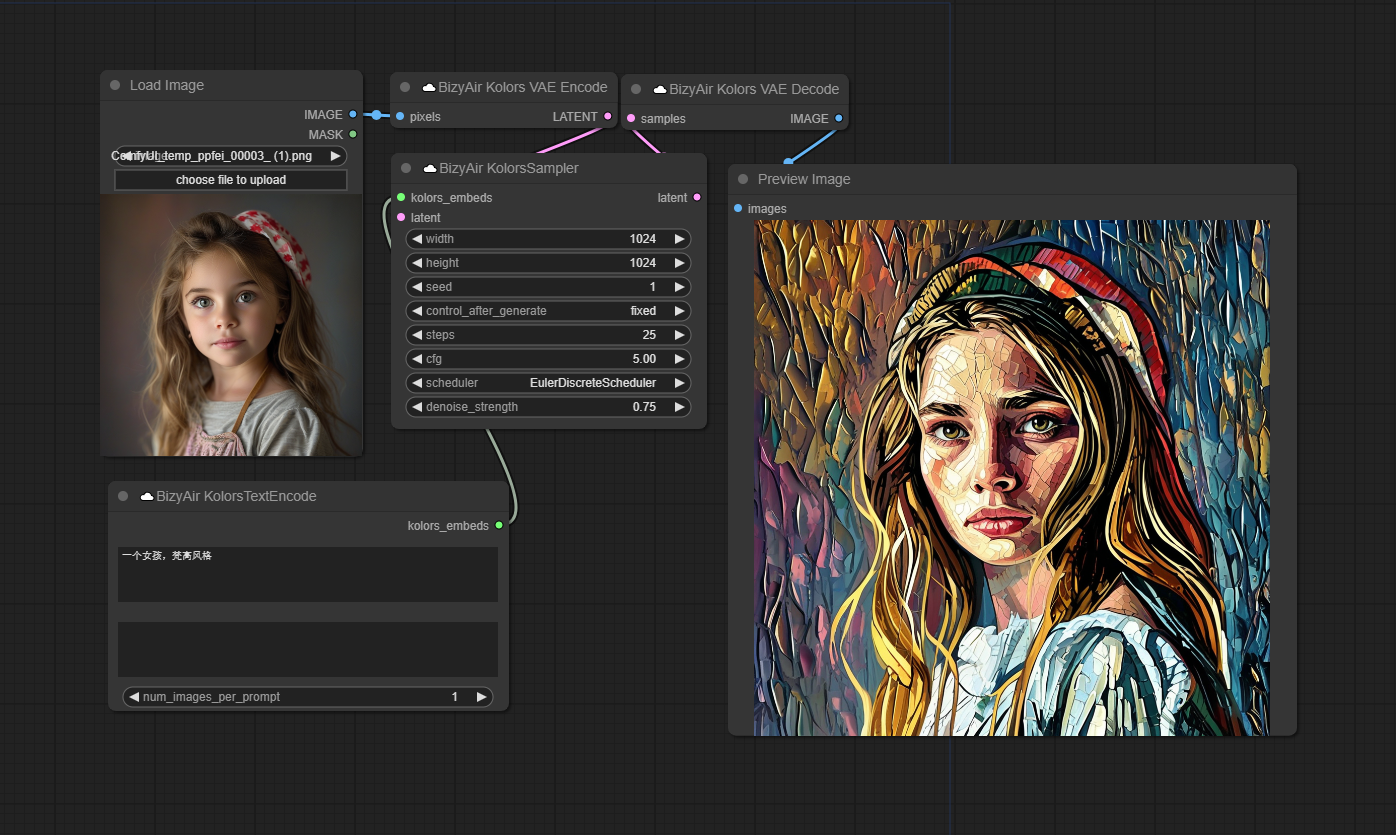 Load Image
IMAGE
MASK
ComfyUI_temp_ppfei_00003_ (1).png
choose file to upload
BizyAir Kolors VAE Encode
pixels LATENT
BizyAir Kolors VAE Decode
samples IMAGE
BizyAir KolorsSampler
kolors_embeds latent
latent
width 1024
height 1024
seed 1
control_after_generate fixed
steps 25
cfg 5.00
scheduler EulerDiscreteScheduler
denoise_strength 0.75
BizyAir KolorsTextEncode
kolors_embeds
一个女孩，梵高风格
num_images_per_prompt 1
Preview Image
images